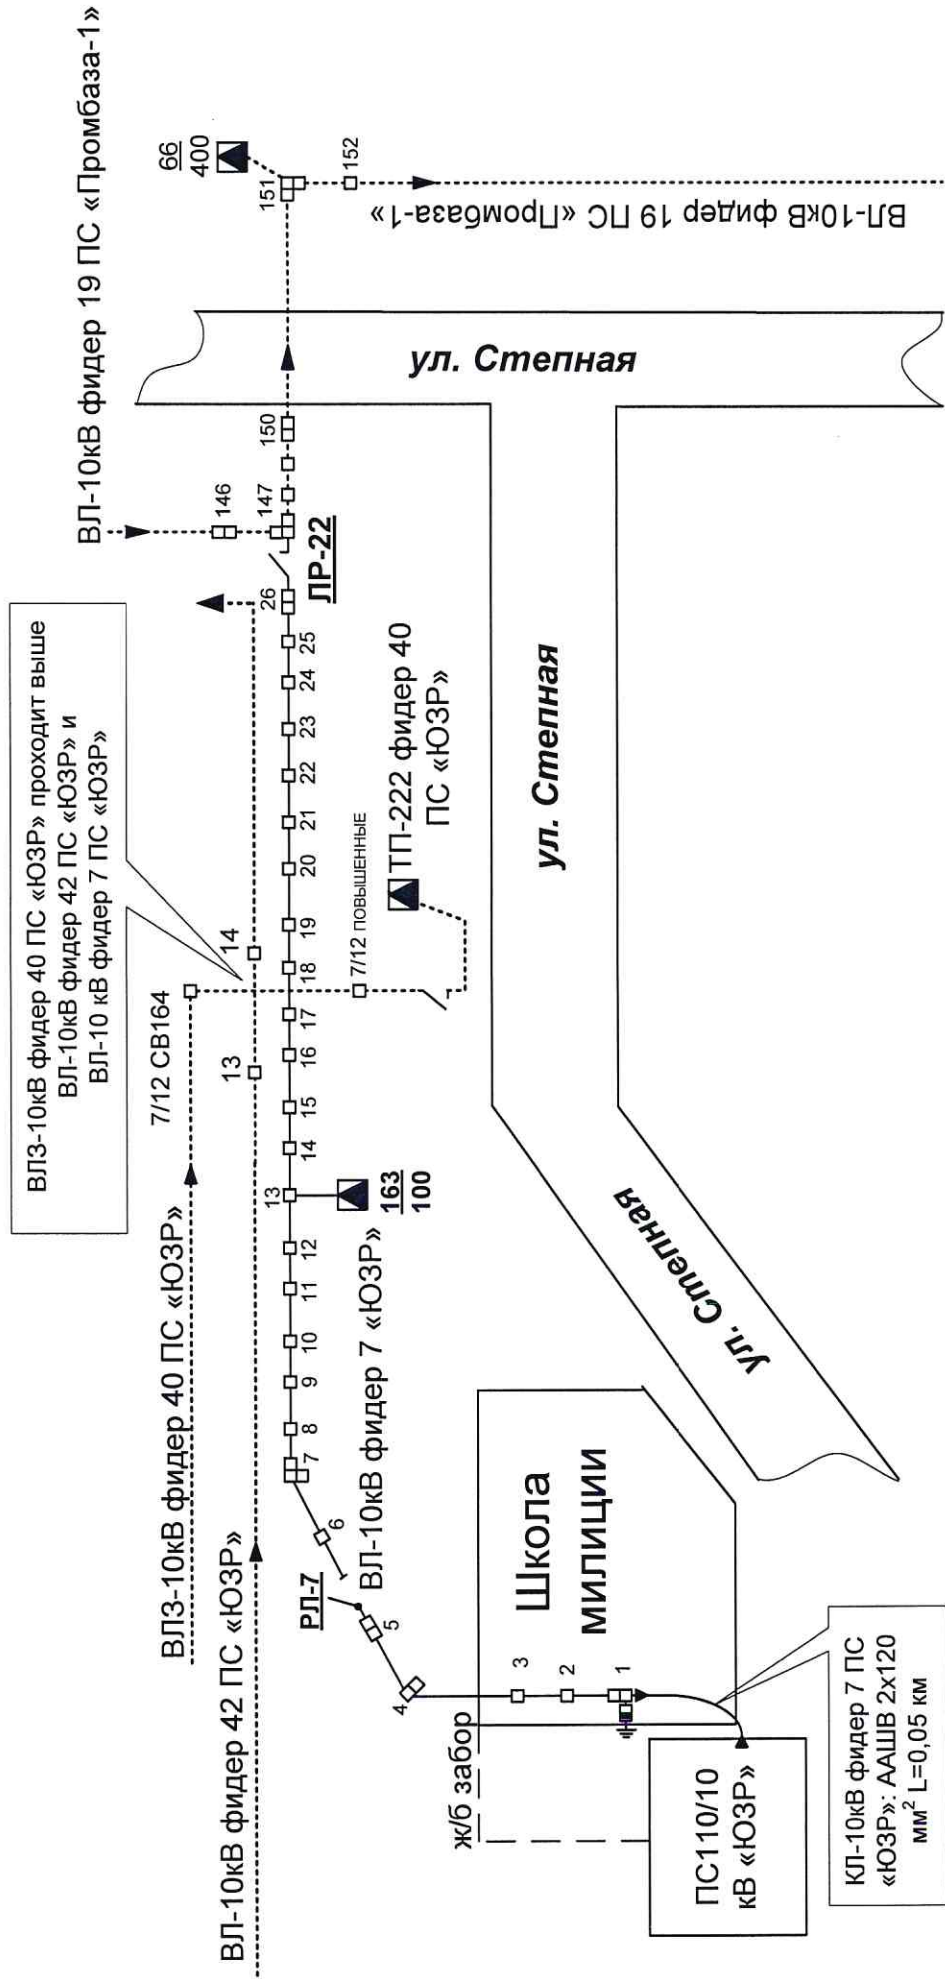 ВЛЗ-10кВ фидер 40 ПС «ЮЗР» проходит выше
ВЛ-10кВ фидер 42 ПС «ЮЗР» и
ВЛ-10 кВ фидер 7 ПС «ЮЗР»
ВЛ-10кВ фидер 19 ПС «Промбаза-1»
ВЛЗ-10кВ фидер 40 ПС «ЮЗР»
7/12 СВ164
ВЛ-10кВ фидер 42 ПС «ЮЗР»
13
14
146
147
150
151
66
400
152
ВЛ-10кВ фидер 19 ПС «Промбаза-1»
ЛР-22
4
5
РЛ-7
6
7
8
9
10
11
12
13
14
15
16
17
18
19
20
21
22
23
24
25
26
163
100
ВЛ-10кВ фидер 7 «ЮЗР»
7/12 ПОВЫШЕННЫЕ
ТП-222 фидер 40
ПС «ЮЗР»
ул. Степная
ул. Степная
ул. Степная
Школа
милиции
3
2
1
ж/б забор
ПС110/10
кВ «ЮЗР»
КЛ-10кВ фидер 7 ПС
«ЮЗР»: ААШВ 2х120
мм² L=0,05 км